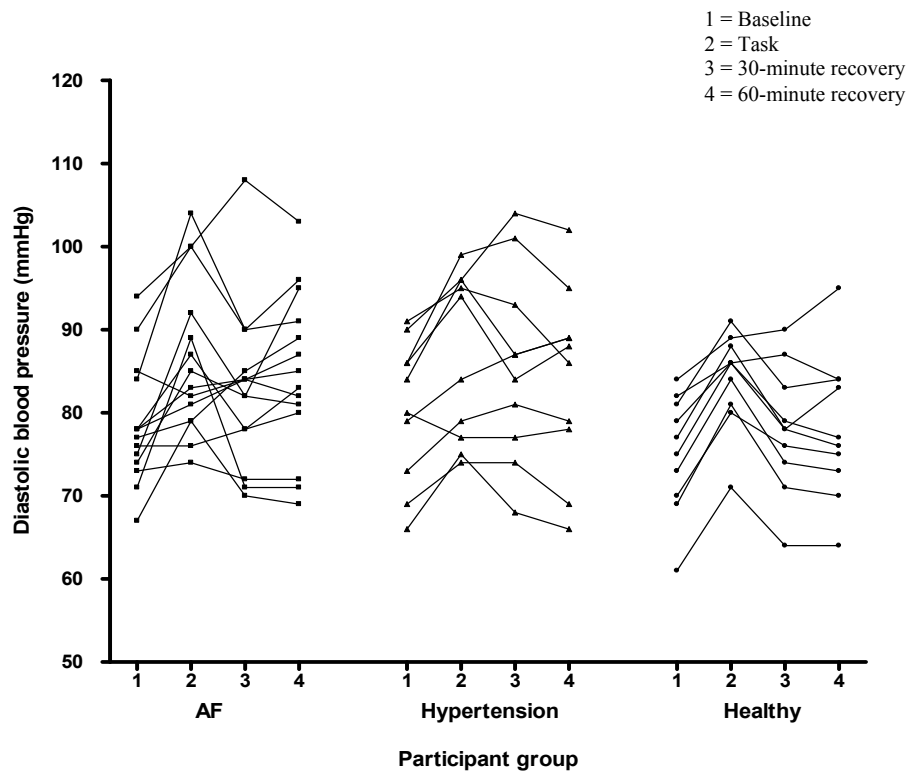 1 = Baseline
2 = Task
3 = 30-minute recovery
4 = 60-minute recovery
120
110
100
90
80
70
60
50
Diastolic blood pressure (mmHg)
1 2 3 4 1 2 3 4 1 2 3 4
AF Hypertension Healthy
Participant group